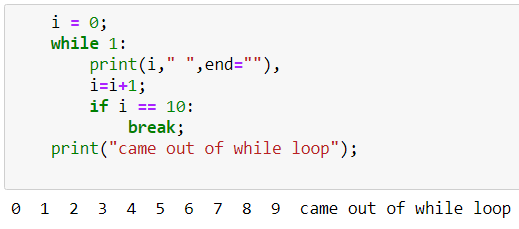 i = 0;
while 1:
    print(i," ",end=""),
    i=i+1;
    if i == 10:
        break;
print("came out of while loop");
0  1  2  3  4  5  6  7  8  9  came out of while loop